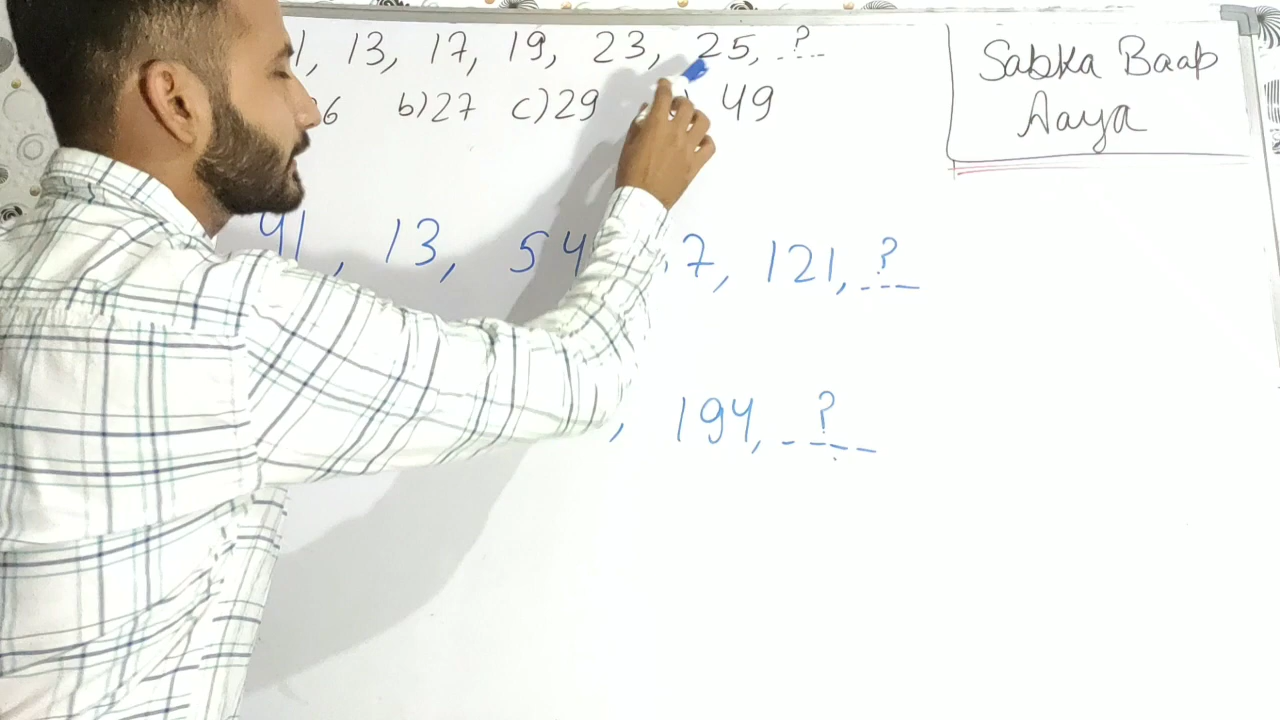 1, 13, 17, 19, 23, 25, ?
6 b) 27 c) 29 49
Sabka Baap
Aaya
41, 13, 54, 7, 121, ?
, 194, ?